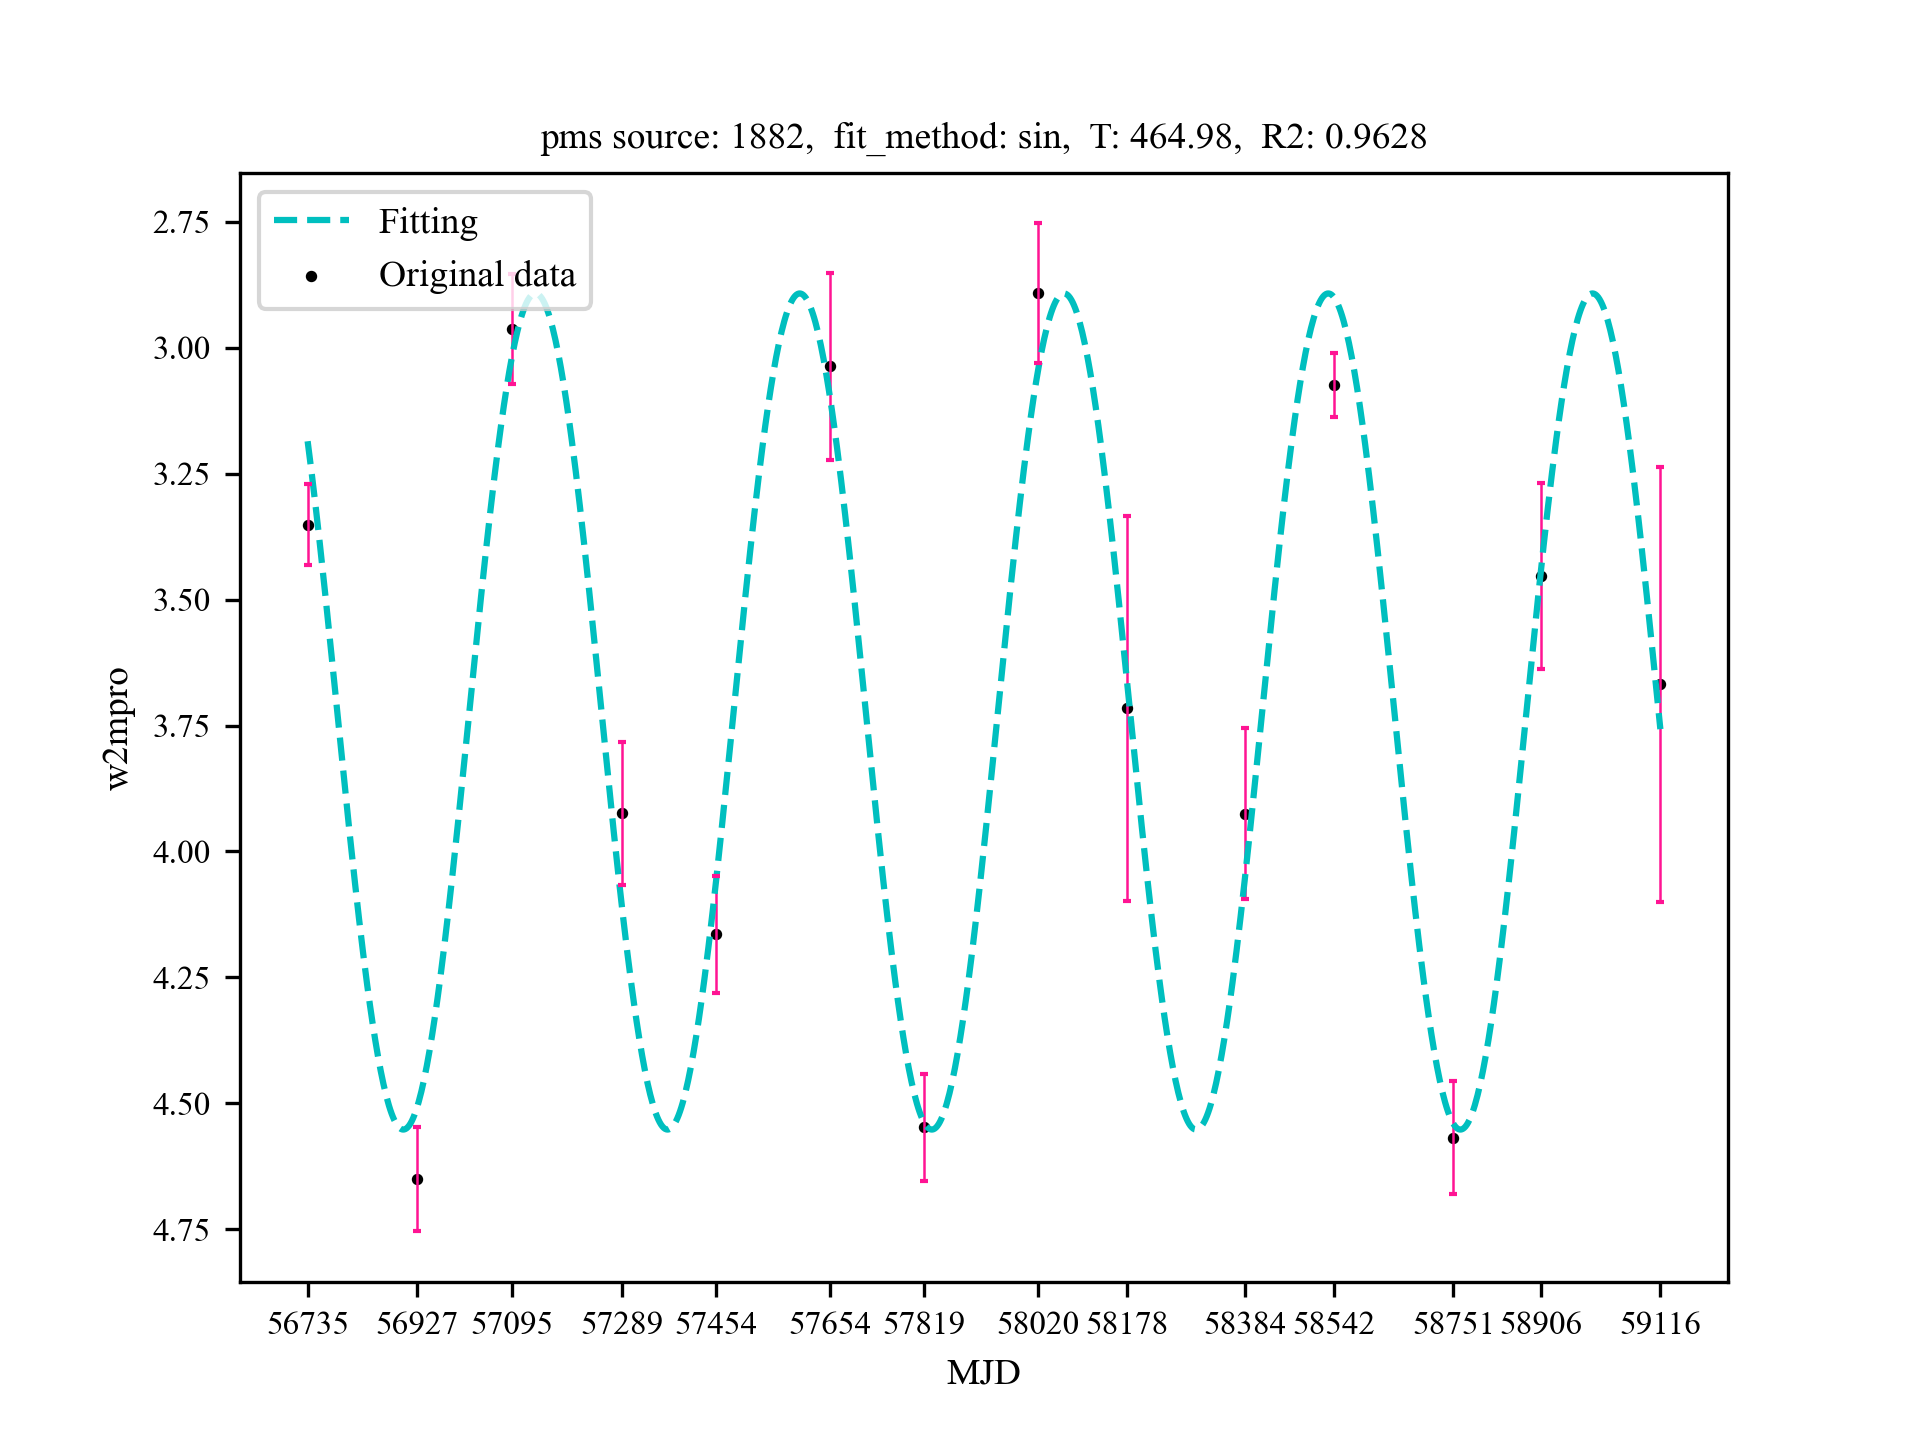 pms source: 1882,  fit_method: sin,  T: 464.98,  R2: 0.9628
Fitting
Original data
2.75
3.00
3.25
3.50
3.75
4.00
4.25
4.50
4.75
w2mpro
56735 56927 57095 57289 57454 57654 57819 58020 58178 58384 58542 58751 58906 59116
MJD